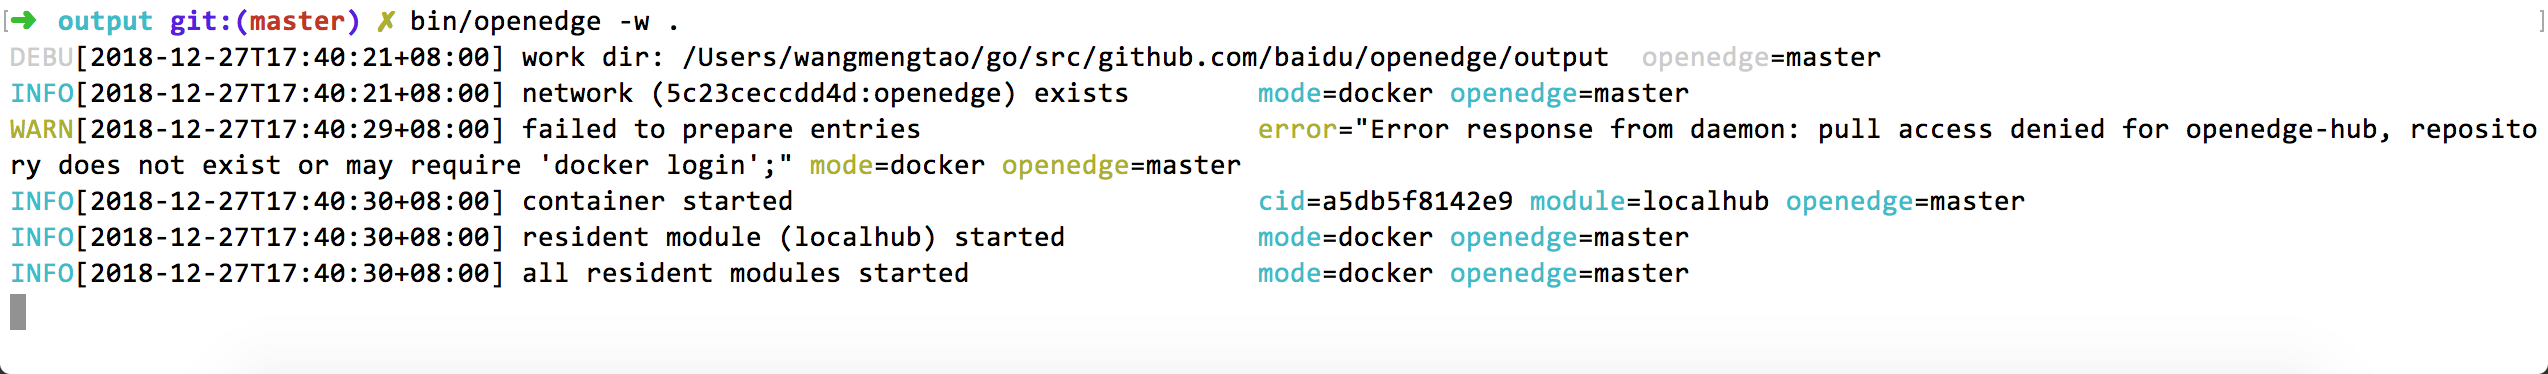 [➜ output git:(master) ✗ bin/openedge -w . ]
DEBU[2018-12-27T17:40:21+08:00] work dir: /Users/wangmengtao/go/src/github.com/baidu/openedge/output openedge=master
INFO[2018-12-27T17:40:21+08:00] network (5c23ceccdd4d:openedge) exists mode=docker openedge=master
WARN[2018-12-27T17:40:29+08:00] failed to prepare entries error="Error response from daemon: pull access denied for openedge-hub, reposito
ry does not exist or may require 'docker login';" mode=docker openedge=master
INFO[2018-12-27T17:40:30+08:00] container started cid=a5db5f8142e9 module=localhub openedge=master
INFO[2018-12-27T17:40:30+08:00] resident module (localhub) started mode=docker openedge=master
INFO[2018-12-27T17:40:30+08:00] all resident modules started mode=docker openedge=master